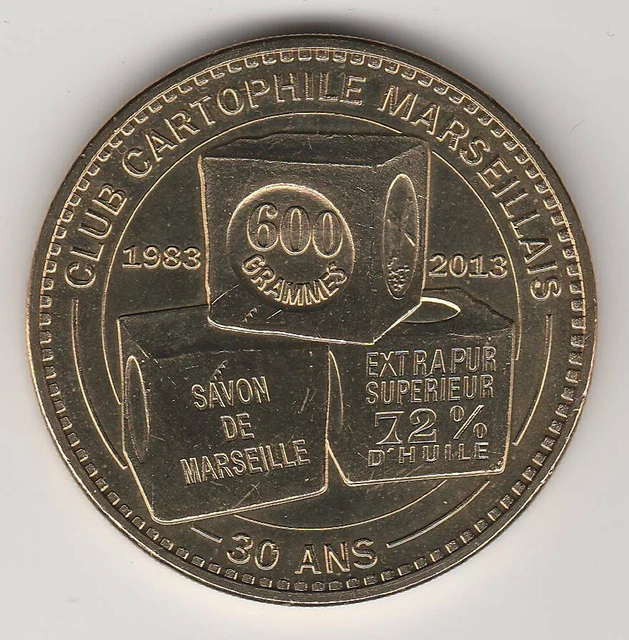 CLUB CARTOPHILE MARSEILLAIS
1983
2013
600
GRAMMES
SAVON
DE
MARSEILLE
EXTRA PUR
SUPERIEUR
72%
D'HUILE
30 ANS